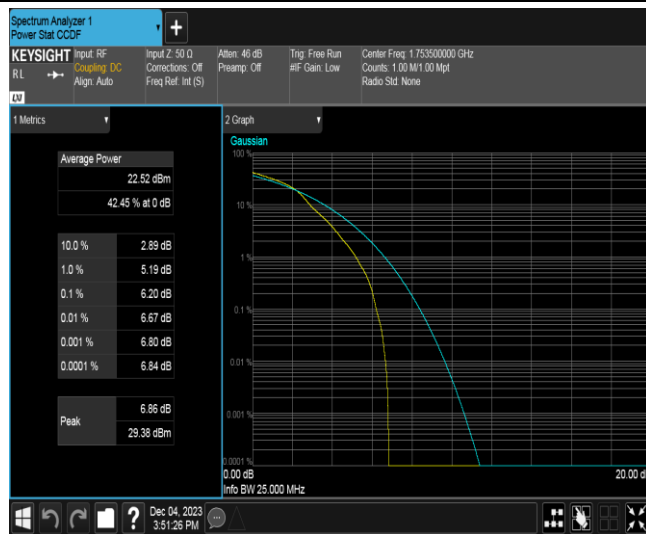 Spectrum Analyzer 1
Power Stat CCDF
+
KEYSIGHT
RL
LXI
Input: RF
Coupling: DC
Align: Auto
Input Z: 50 Ω
Corrections: Off
Freq Ref: Int (S)
Atten: 46 dB
Preamp: Off
Trig: Free Run
#IF Gain: Low
Center Freq: 1.753500000 GHz
Counts: 1.00 M/1.00 Mpt
Radio Std: None
1 Metrics
Average Power
22.52 dBm
42.45 % at 0 dB
10.0 % 2.89 dB
1.0 % 5.19 dB
0.1 % 6.20 dB
0.01 % 6.67 dB
0.001 % 6.80 dB
0.0001 % 6.84 dB
Peak 6.86 dB
29.38 dBm
2 Graph
Gaussian
100 %
10 %
1 %
0.1 %
0.01 %
0.001 %
0.0001 %
0.00 dB 20.00 d
Info BW 25.000 MHz
?
Dec 04, 2023
3:51:26 PM